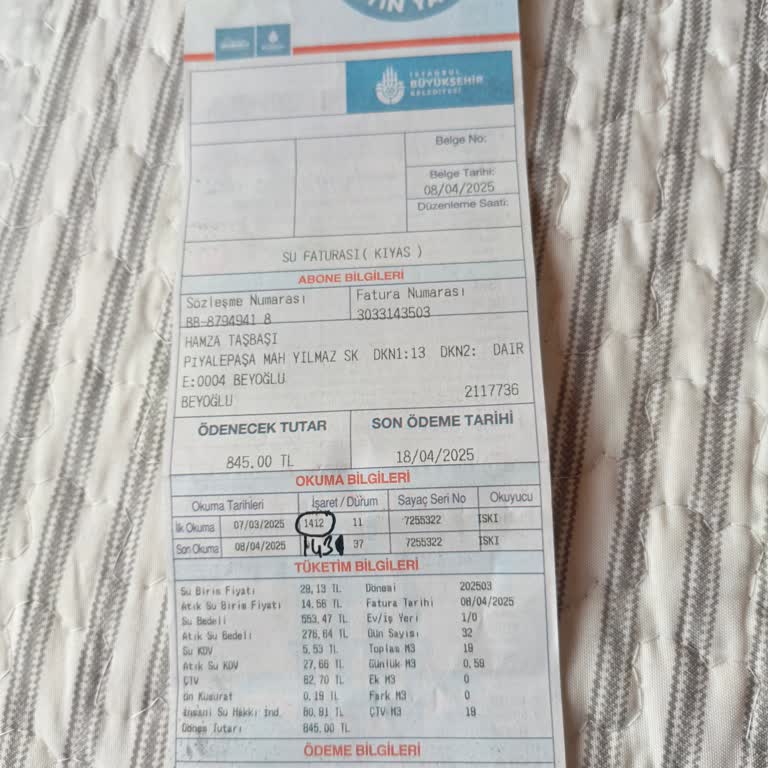 İSTANBUL
BÜYÜKŞEHİR
BELEDİYESİ
Belge No:
Belge Tarihi:
08/04/2025
Düzenleme Saati:
SU FATURASI( KIYAS )
ABONE BİLGİLERİ
Sözleşme Numarası Fatura Numarası
BB-8794941 8 3033143503
HAMZA TAŞBAŞI
PİYALEPAŞA MAH YILMAZ SK DKN1:13 DKN2: DAIR
E:0004 BEYOĞLU
BEYOĞLU 2117736
ÖDENECEK TUTAR SON ÖDEME TARİHİ
845.00 TL 18/04/2025
OKUMA BİLGİLERİ
Okuma Tarihleri İşaret / Durum Sayaç Seri No Okuyucu
İlk Okuma 07/03/2025 1412 11 7255322 ISKI
Son Okuma 08/04/2025 1431 37 7255322 ISKI
TÜKETİM BİLGİLERİ
Su Birim Fiyatı 29,13 TL Dönemi 202503
Atık Su Birim Fiyatı 14.56 TL Fatura Tarihi 08/04/2025
Su Bedeli 553,47 TL Ev/İş Yeri 1/0
Atık Su Bedeli 276,64 TL Gün Sayısı 32
Su KDV 5,53 TL Toplam M3 19
Atık Su KDV 27,66 TL Günlük M3 0,59
ÇTV 62,70 TL Ek M3 0
Ön Kusurat 0,19 TL Fark M3 0
İnsani Su Hakkı İnd. 80,81 TL ÇTV M3 19
Dönem Tutarı 845,00 TL
ÖDEME BİLGİLERİ